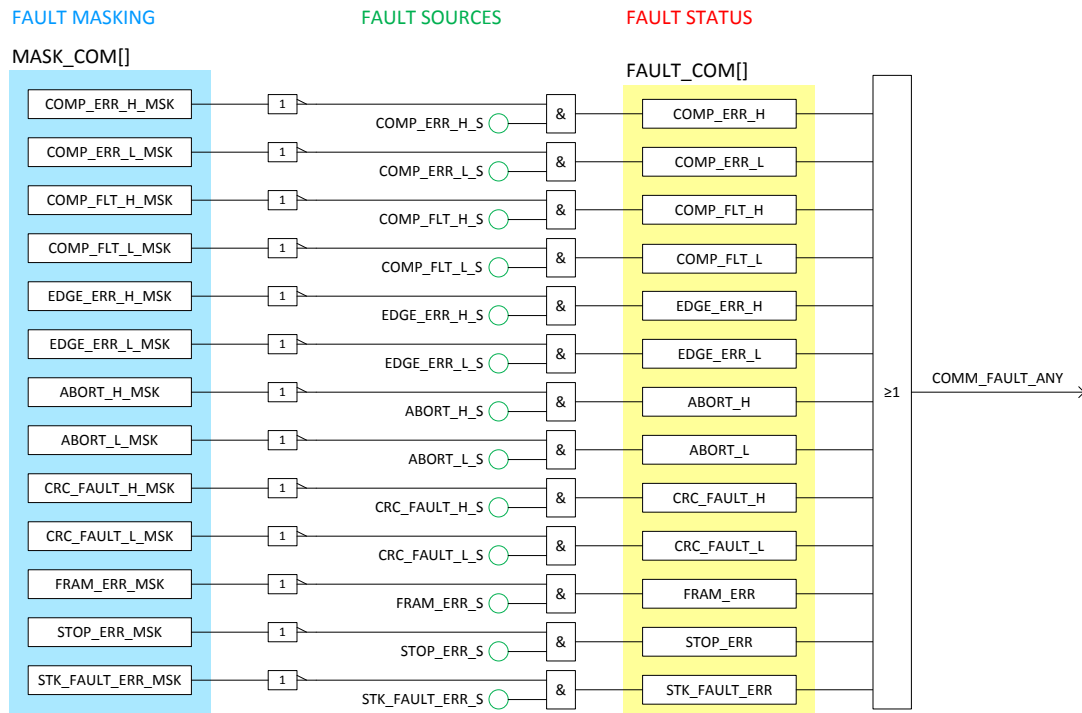 FAULT MASKING FAULT SOURCES FAULT STATUS
MASK_COM[]
FAULT_COM[]
COMP_ERR_H_MSK 1 COMP_ERR_H_S & COMP_ERR_H
COMP_ERR_L_MSK 1 COMP_ERR_L_S & COMP_ERR_L
COMP_FLT_H_MSK 1 COMP_FLT_H_S & COMP_FLT_H
COMP_FLT_L_MSK 1 COMP_FLT_L_S & COMP_FLT_L
EDGE_ERR_H_MSK 1 EDGE_ERR_H_S & EDGE_ERR_H
EDGE_ERR_L_MSK 1 EDGE_ERR_L_S & EDGE_ERR_L
ABORT_H_MSK 1 ABORT_H_S & ABORT_H
≥1 COMM_FAULT_ANY
ABORT_L_MSK 1 ABORT_L_S & ABORT_L
CRC_FAULT_H_MSK 1 CRC_FAULT_H_S & CRC_FAULT_H
CRC_FAULT_L_MSK 1 CRC_FAULT_L_S & CRC_FAULT_L
FRAM_ERR_MSK 1 FRAM_ERR_S & FRAM_ERR
STOP_ERR_MSK 1 STOP_ERR_S & STOP_ERR
STK_FAULT_ERR_MSK 1 STK_FAULT_ERR_S & STK_FAULT_ERR